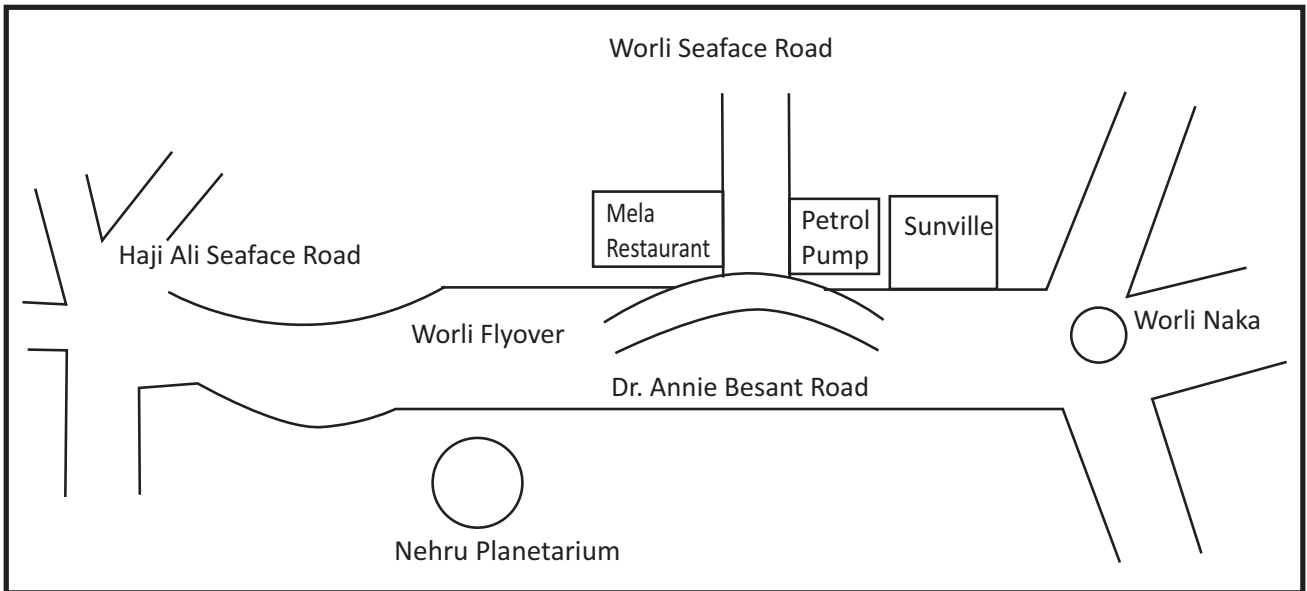 Worli Seaface Road
Mela
Restaurant
Petrol
Pump
Sunville
Haji Ali Seaface Road
Worli Flyover
Worli Naka
Dr. Annie Besant Road
Nehru Planetarium